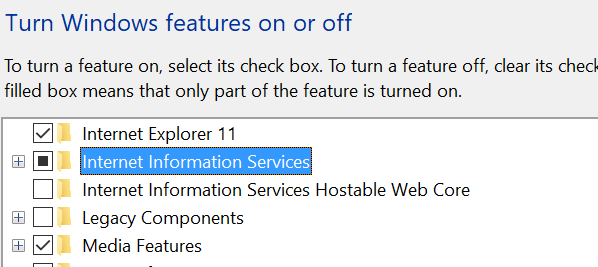 Turn Windows features on or off
To turn a feature on, select its check box. To turn a feature off, clear its chec
filled box means that only part of the feature is turned on.
Internet Explorer 11
Internet Information Services
Internet Information Services Hostable Web Core
Legacy Components
Media Features